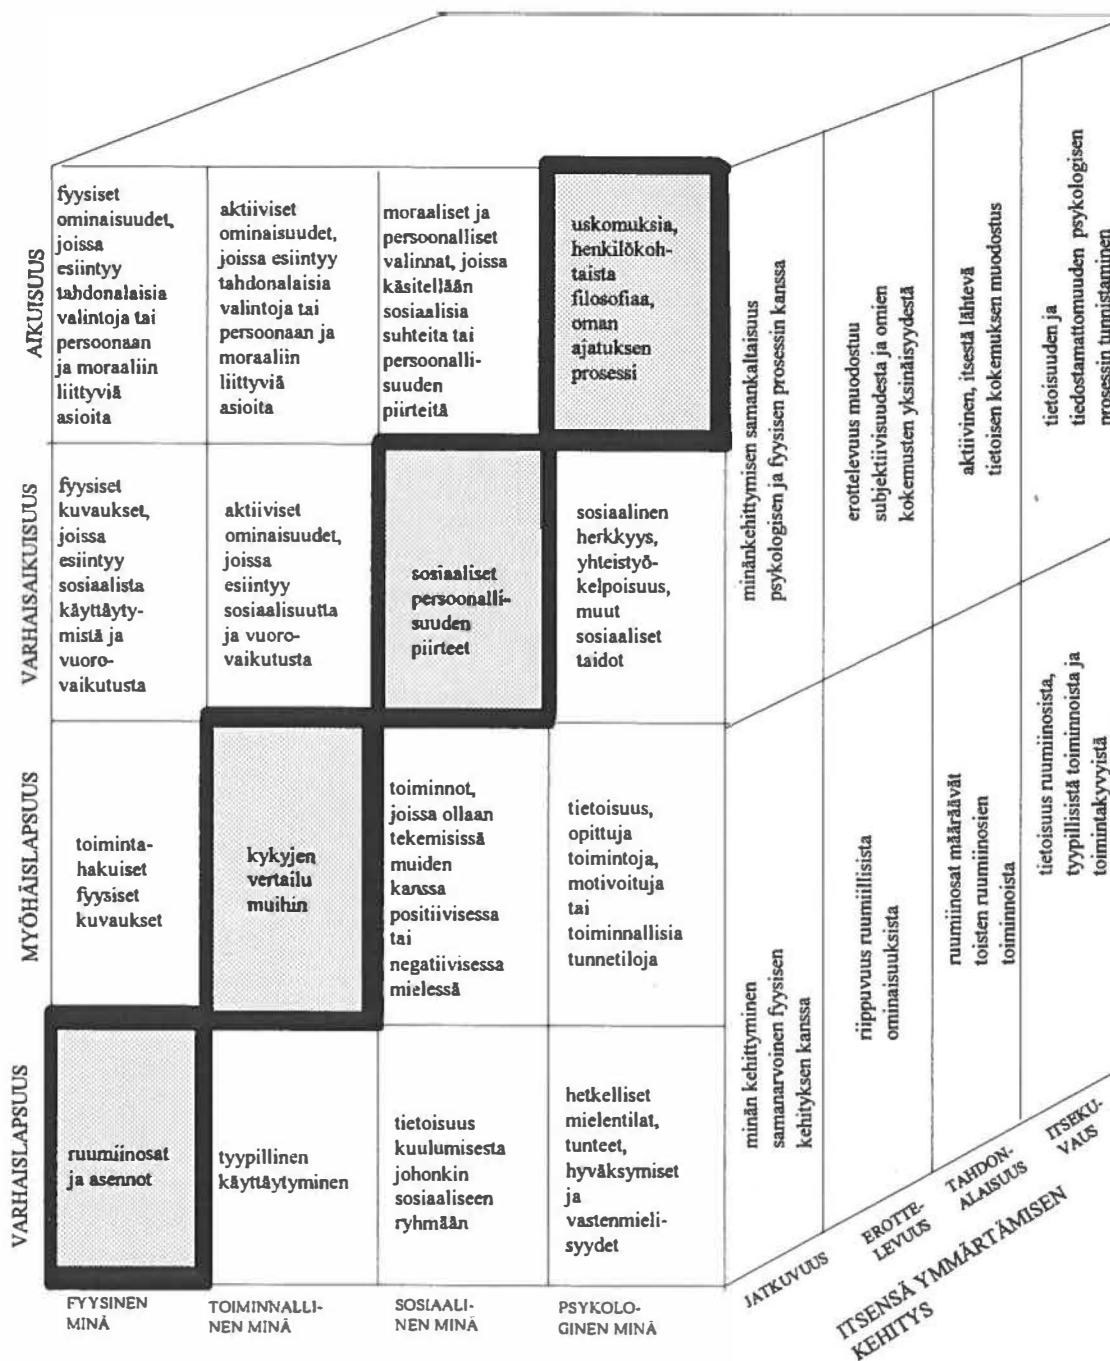 AIKUISUUS
fyysiset
ominaisuudet,
joissa
esiintyy
tahdonalaisia
valintoja tai
persoonaan
ja moraaliin
liittyviä
asioita
aktiiviset
ominaisuudet,
joissa esiintyy
tahdonalaisia
valintoja tai
persoonaan ja
moraaliin
liittyviä
asioita
moraaliset ja
persoonalliset
valinnat, joissa
käsitellään
sosialisia
suhteita tai
persoonalli-
suuden
piirteitä
uskomuksia,
henkilökoh-
taista
filosofiaa,
oman
ajatuksen
prosessi
VARHAISAIKUISUUS
fyysiset
kuvaukset,
joissa
esiintyy
sosiaalista
käyttäyty-
mistä ja
vuoro-
vaikutusta
aktiiviset
ominaisuudet,
joissa
esiintyy
sosiaalisuutta
ja vuoro-
vaikutusta
sosiaaliset
persoonalli-
suuden
piirteet
sosiaalinen
herkkyys,
yhteistyö-
kelpoisuus,
muut
sosiaaliset
taidot
MYÖHÄISLAPSUUS
toiminta-
hakuiset
fyysiset
kuvaukset
kykyjen
vertailu
muihin
toiminnot,
joissa ollaan
tekemisissä
muiden
kanssa
positiivisessa
tai
negatiivisessa
mielessä
tietoisuus,
opittuja
toimintoja,
motivoituja
tai
toiminnallisia
tunnetiloja
VARHAISLAPSUUS
ruumiinosat
ja asennot
tyypillinen
käyttäytyminen
tietoisuus
kuulumisesta
johonkin
sosiaaliseen
ryhmään
hetkelliset
mielentilat,
tunteet,
hyväksymiset
ja
vastenmieli-
syydet
FYYSINEN
MINÄ
TOIMINNALLI-
NEN MINÄ
SOSIAALI-
NEN MINÄ
PSYKOLO-
GINEN MINÄ
minänkehittymisen samankaltaisuus
psykologisen ja fyysisen prosessin kanssa
erottelevuus muodostuu
subjektiivisuudesta ja omien
kokemusten yksinäisyydestä
aktiivinen, itsestä lähtevä
tietoisen kokemuksen muodostus
tietoisuuden ja
tiedostamattomuuden psykologisen
prosessin tunnistaminen
minän kehittyminen
samanarvoinen fyysisen
kehityksen kanssa
riippuvuus ruumiillisista
ominaisuuksista
ruumiinosat määräävät
toisten ruumiinosien
toiminnoista
tietoisuus ruumiinosista,
tyypillisistä toiminnoista ja
toimintakyvyistä
JATKUVUUS
EROTTE-
LEVUUS
TAHDON-
ALAISUUS
ITSEKU-
VAUS
ITSENSÄ YMMÄRTÄMISEN
KEHITYS